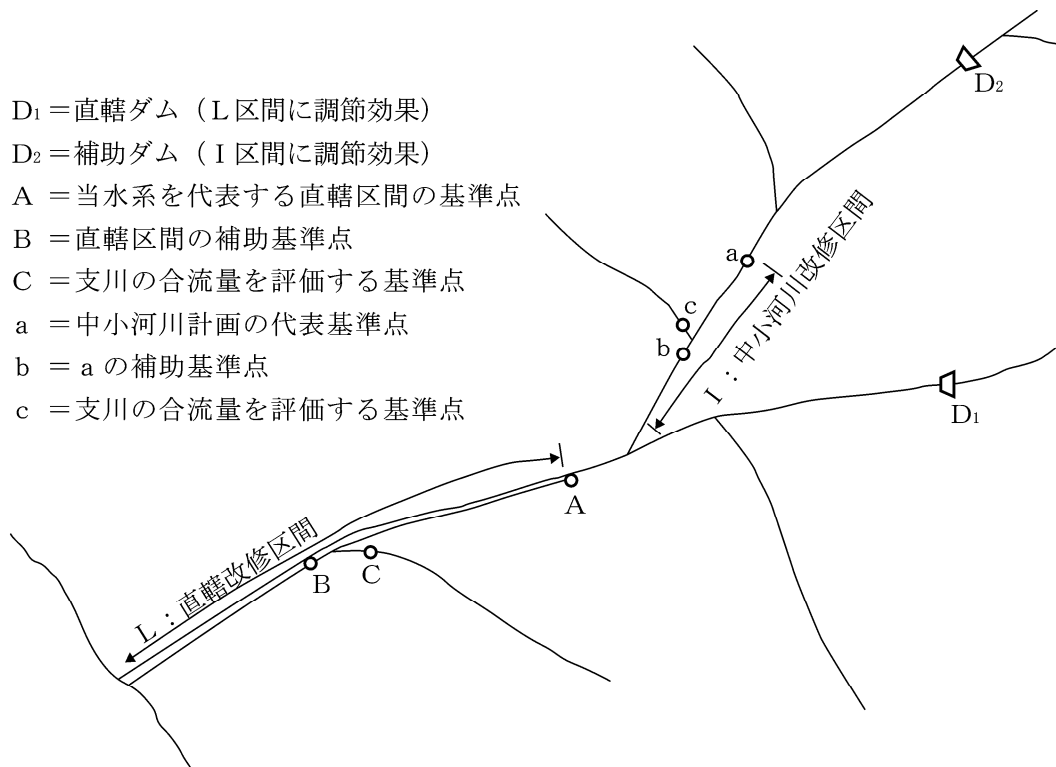 D1＝直轄ダム（L区間に調節効果）
D2＝補助ダム（I区間に調節効果）
A＝当水系を代表する直轄区間の基準点
B＝直轄区間の補助基準点
C＝支川の合流量を評価する基準点
a＝中小河川計画の代表基準点
b＝aの補助基準点
c＝支川の合流量を評価する基準点
D2
a
I：中小河川改修区間
c
b
D1
A
L：直轄改修区間
B
C